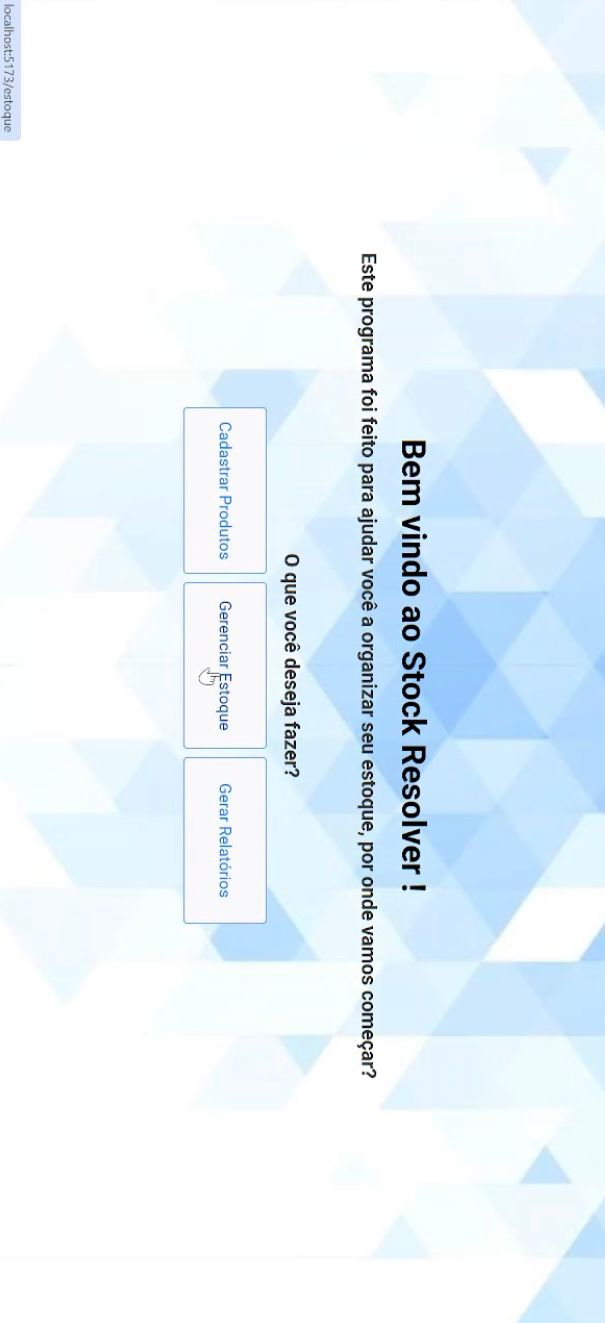 Bem vindo ao Stock Resolver !
Este programa foi feito para ajudar você a organizar seu estoque, por onde vamos começar?
O que você deseja fazer?
Cadastrar Produtos
Gerenciar Estoque
Gerar Relatórios
localhost:5173/estoque